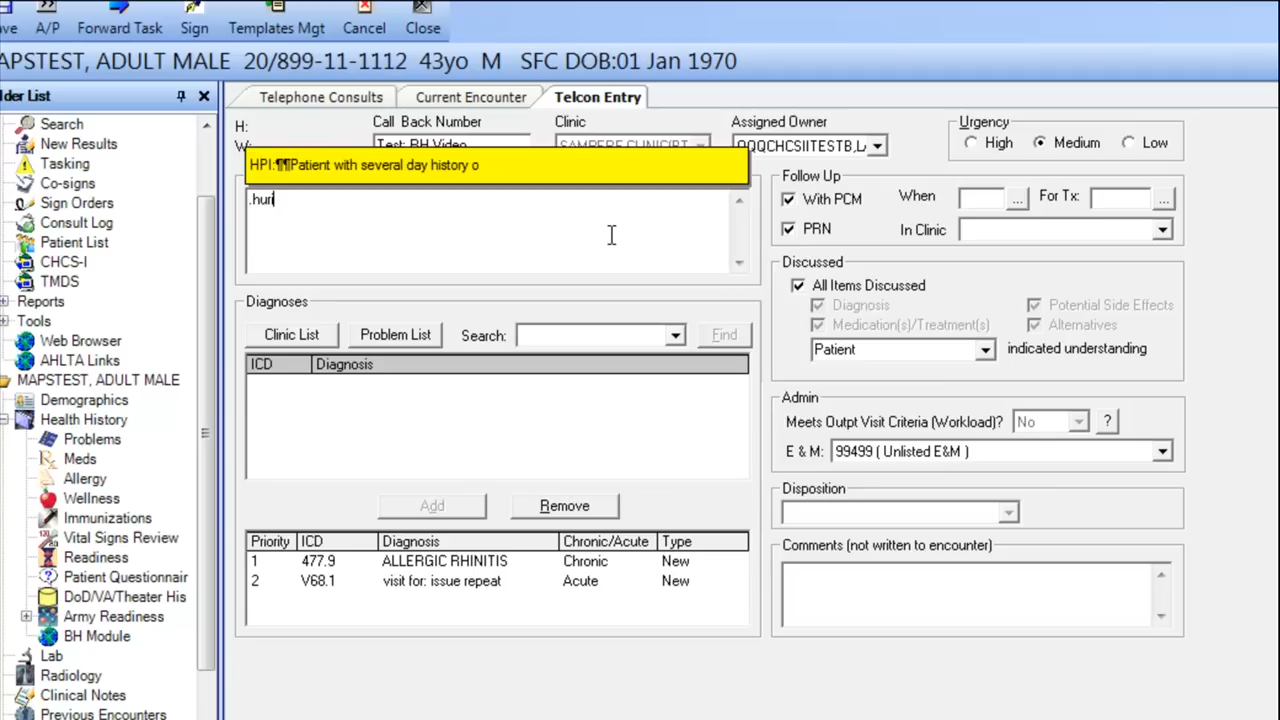 ve A/P Forward Task Sign Templates Mgt Cancel Close
APSTEST, ADULT MALE 20/899-11-1112 43yo M SFC DOB:01 Jan 1970
lder List
Search
New Results
Tasking
Co-signs
Sign Orders
Consult Log
Patient List
CHCS-I
TMDS
Reports
Tools
Web Browser
AHLTA Links
MAPSTEST, ADULT MALE
Demographics
Health History
Problems
Meds
Allergy
Wellness
Immunizations
Vital Signs Review
Readiness
Patient Questionnair
DoD/VA/Theater His
Army Readiness
BH Module
Lab
Radiology
Clinical Notes
Previous Encounters
Telephone Consults Current Encounter Telcon Entry
H: Call Back Number Clinic Assigned Owner
W: Test: BH Video
HPI:¶¶Patient with several day history o
.huri
Diagnoses
Clinic List Problem List Search: Find
ICD Diagnosis
Add Remove
Priority ICD Diagnosis Chronic/Acute Type
1 477.9 ALLERGIC RHINITIS Chronic New
2 V68.1 visit for: issue repeat Acute New
Urgency
High Medium Low
Follow Up
With PCM When ... For Tx: ...
PRN In Clinic
Discussed
All Items Discussed
Diagnosis Potential Side Effects
Medication(s)/Treatment(s) Alternatives
Patient indicated understanding
Admin
Meets Outpt Visit Criteria (Workload)? No ?
E & M: 99499 ( Unlisted E&M )
Disposition
Comments (not written to encounter)